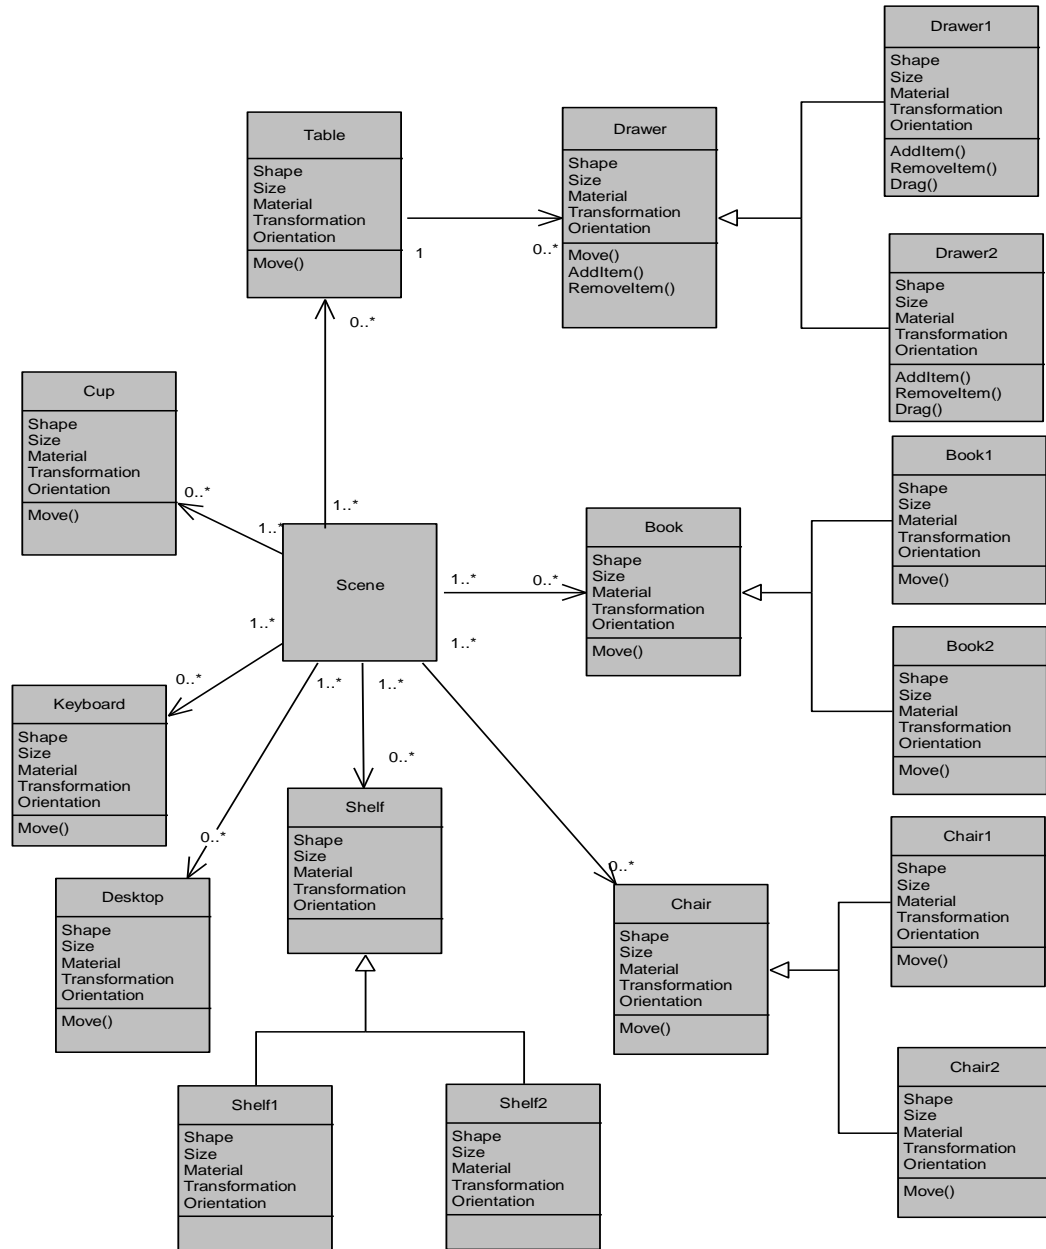 Drawer1
Shape
Size
Material
Transformation
Orientation
AddItem()
RemoveItem()
Drag()
Table
Shape
Size
Material
Transformation
Orientation
Move()
Drawer
Shape
Size
Material
Transformation
Orientation
Move()
AddItem()
RemoveItem()
1
0..*
Drawer2
Shape
Size
Material
Transformation
Orientation
AddItem()
RemoveItem()
Drag()
0..*
Cup
Shape
Size
Material
Transformation
Orientation
Move()
0..*
1..*
1..*
Scene
1..*
0..*
Book
Shape
Size
Material
Transformation
Orientation
Move()
Book1
Shape
Size
Material
Transformation
Orientation
Move()
Book2
Shape
Size
Material
Transformation
Orientation
Move()
1..*
1..*
1..*
1..*
0..*
Keyboard
Shape
Size
Material
Transformation
Orientation
Move()
0..*
Shelf
Shape
Size
Material
Transformation
Orientation
0..*
Desktop
Shape
Size
Material
Transformation
Orientation
Move()
0..*
Chair
Shape
Size
Material
Transformation
Orientation
Move()
Chair1
Shape
Size
Material
Transformation
Orientation
Move()
Chair2
Shape
Size
Material
Transformation
Orientation
Move()
Shelf1
Shape
Size
Material
Transformation
Orientation
Shelf2
Shape
Size
Material
Transformation
Orientation